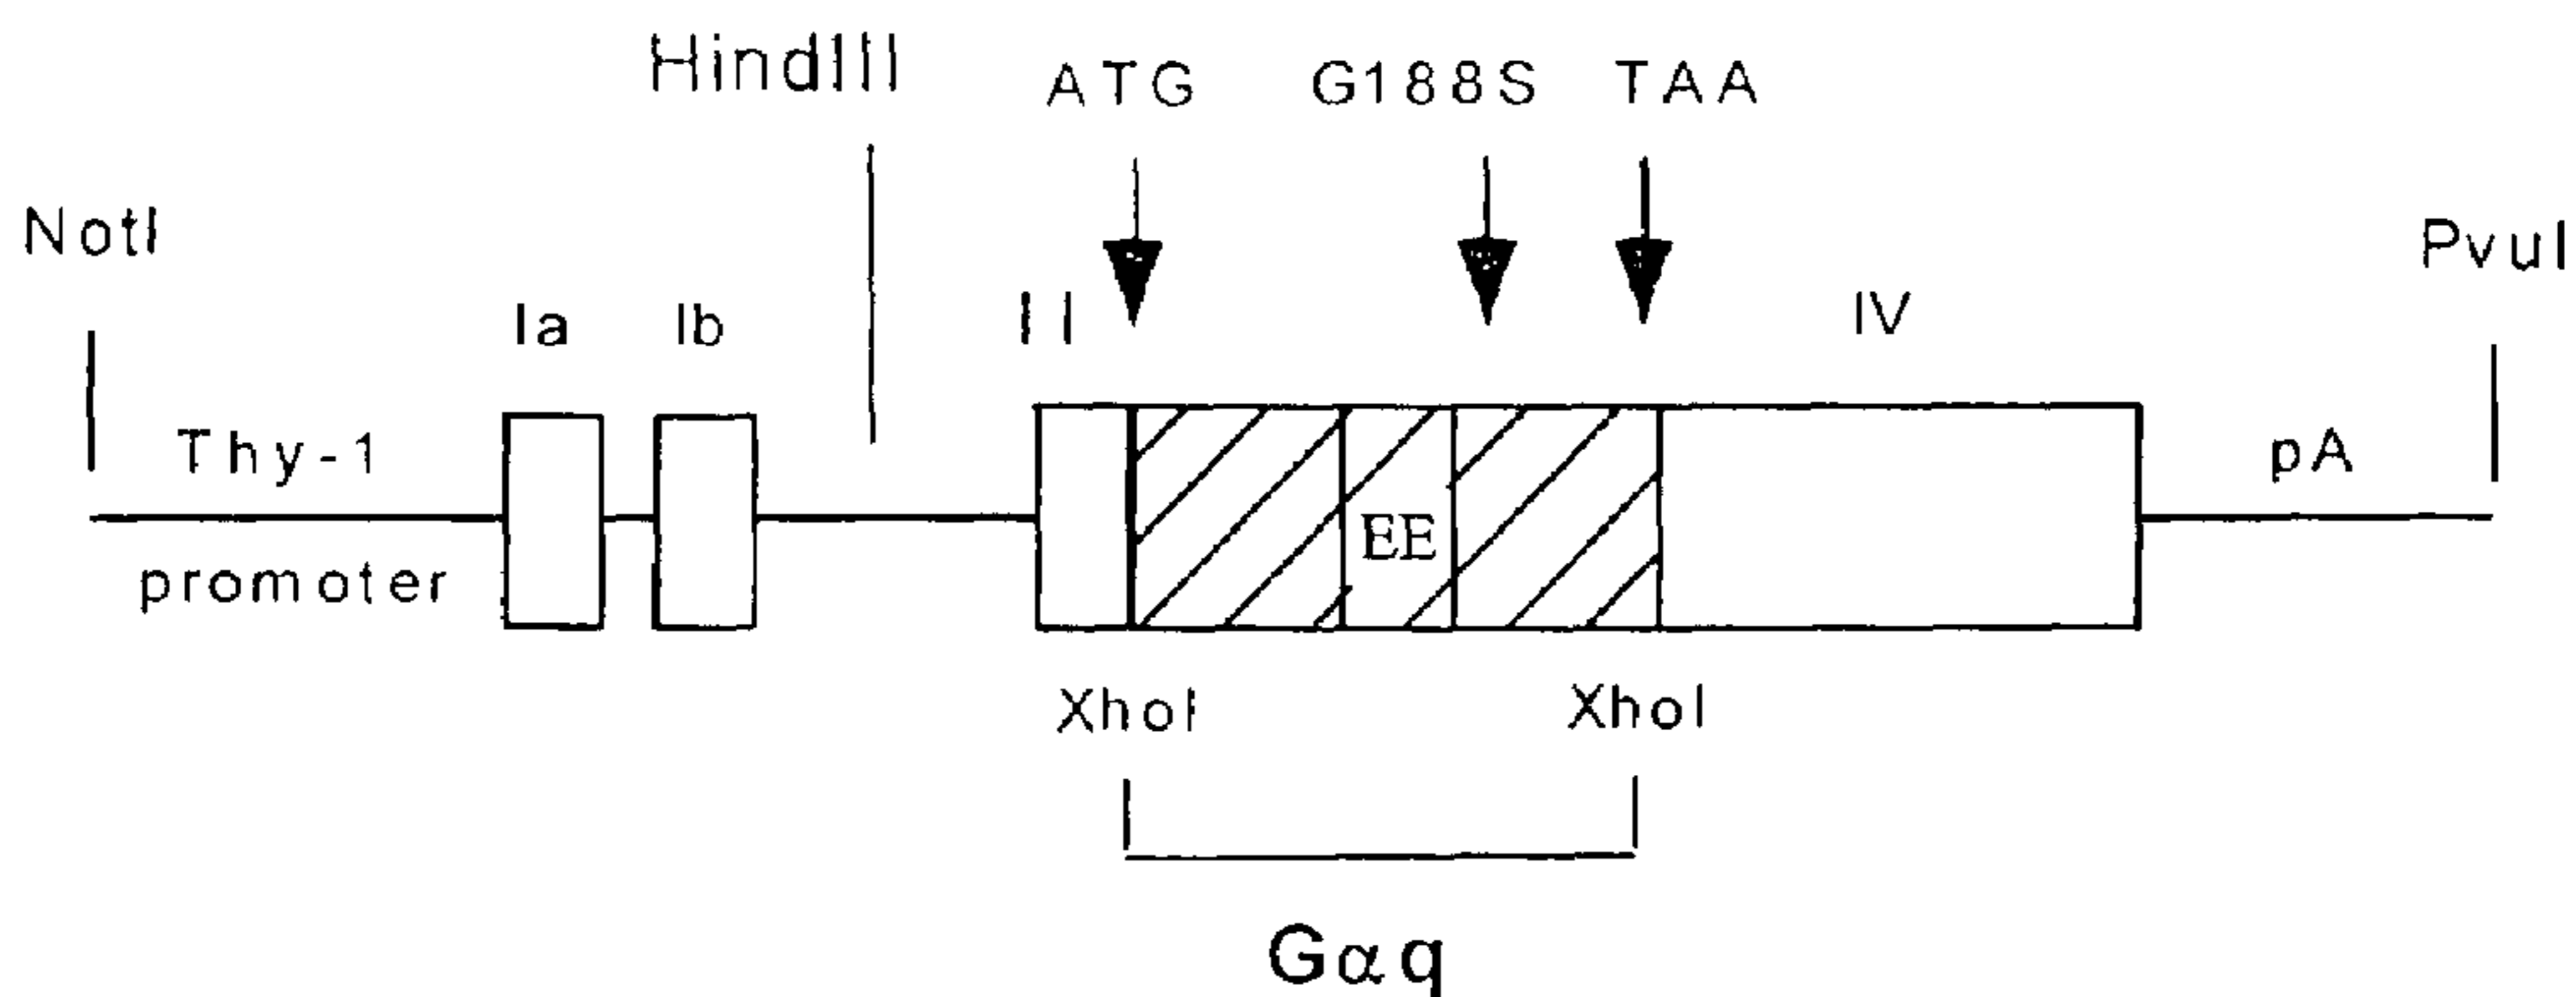 HindIII
ATG G188S TAA
NotI
PvuI
Ia Ib II IV
Thy-1
promoter
pA
EE
XhoI XhoI
Gαq